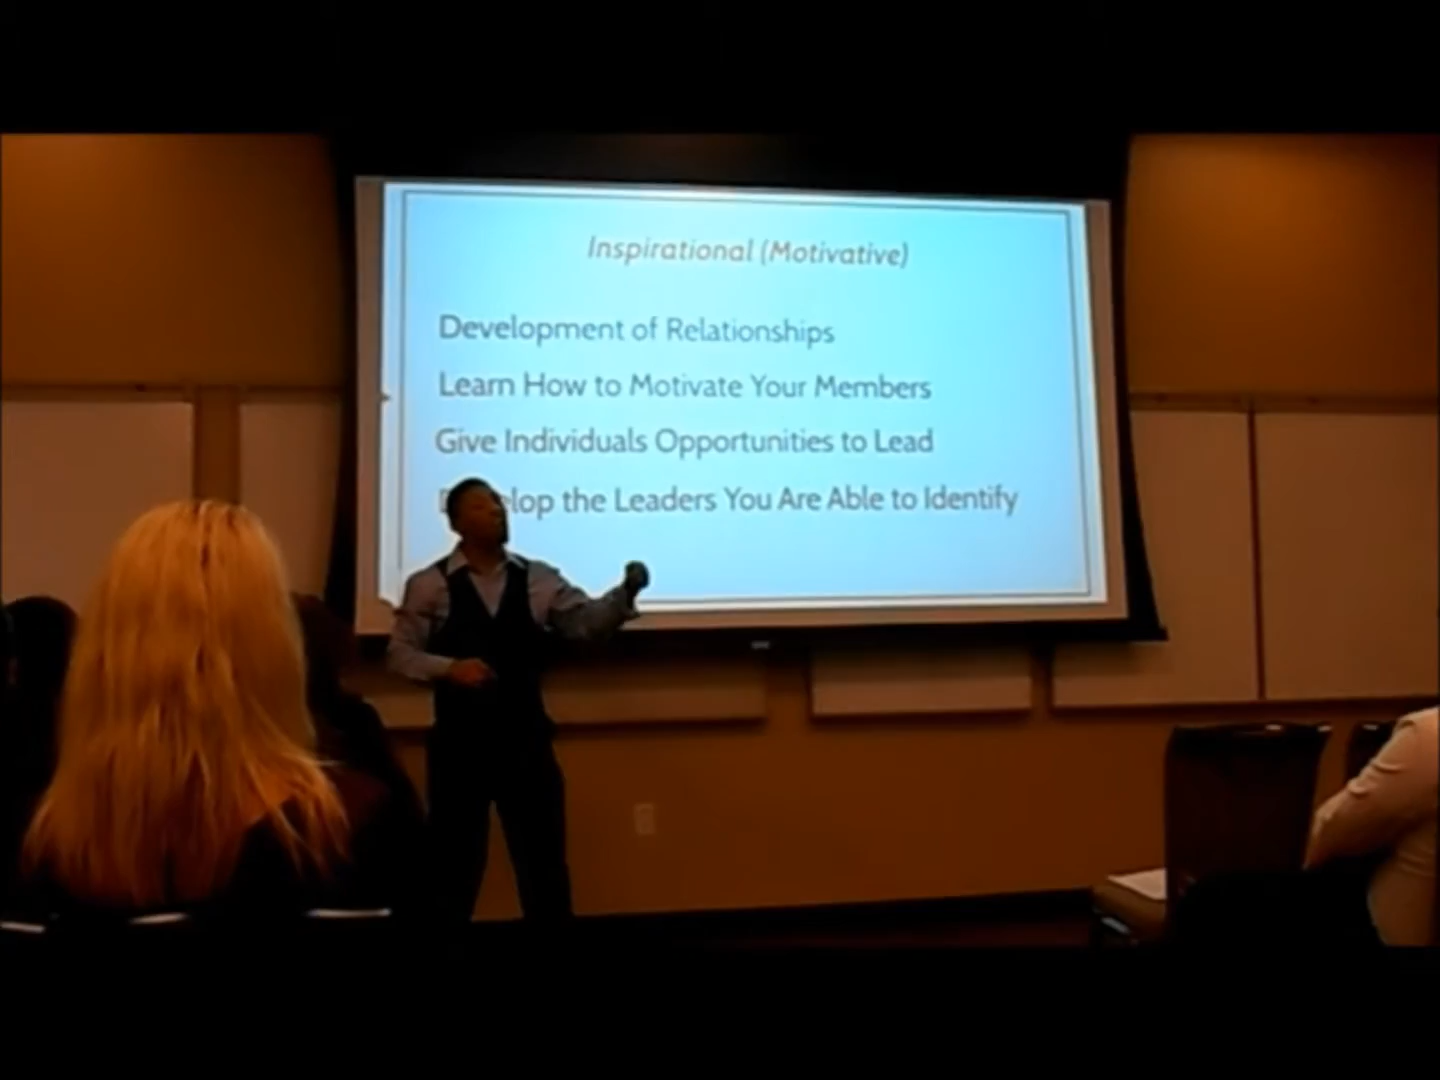 Inspirational (Motivative)
Development of Relationships
Learn How to Motivate Your Members
Give Individuals Opportunities to Lead
the Leaders You Are Able to Identify